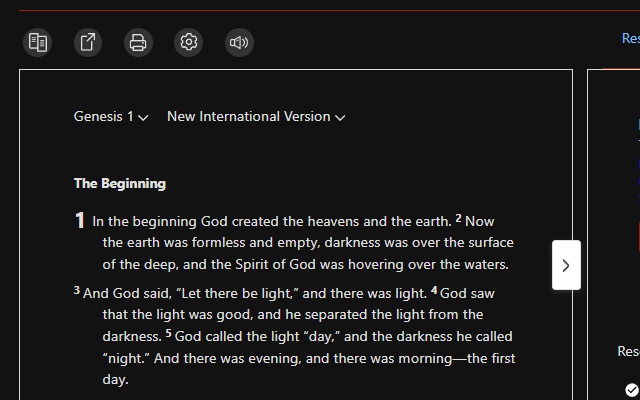 Genesis 1 New International Version
The Beginning
1 In the beginning God created the heavens and the earth. 2 Now
the earth was formless and empty, darkness was over the surface
of the deep, and the Spirit of God was hovering over the waters.
3 And God said, “Let there be light,” and there was light. 4 God saw
that the light was good, and he separated the light from the
darkness. 5 God called the light “day,” and the darkness he called
“night.” And there was evening, and there was morning—the first
day.
Res
Res